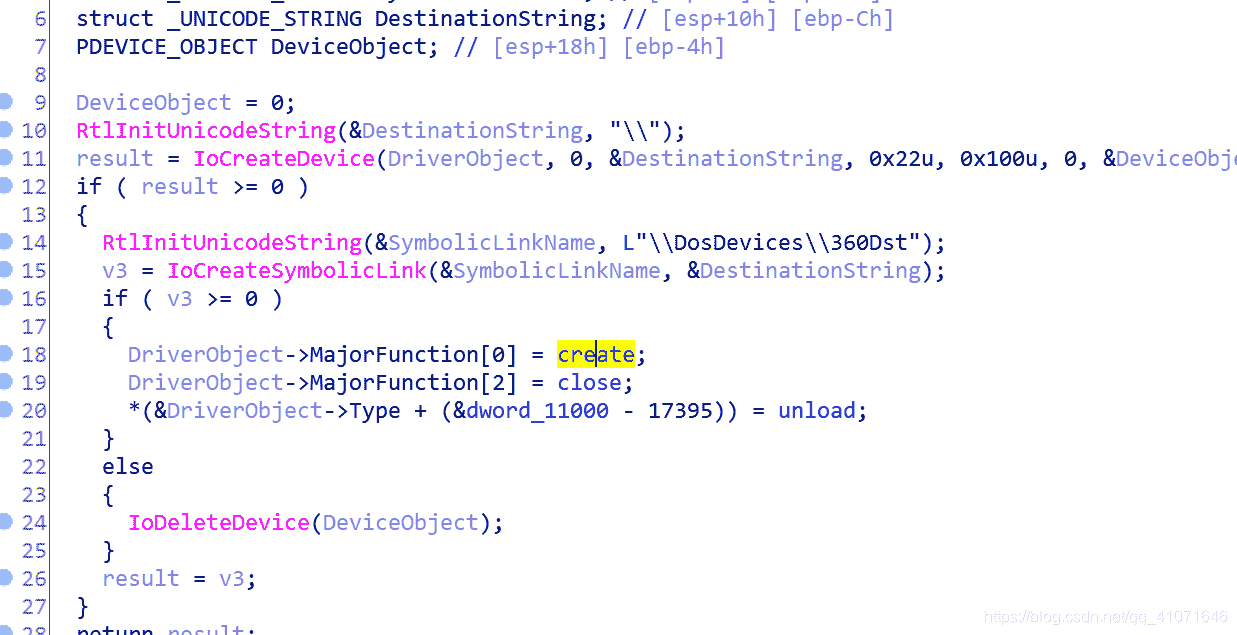 6 struct _UNICODE_STRING DestinationString; // [esp+10h] [ebp-Ch]
7 PDEVICE_OBJECT DeviceObject; // [esp+18h] [ebp-4h]
8
9 DeviceObject = 0;
10 RtlInitUnicodeString(&DestinationString, "\\");
11 result = IoCreateDevice(DriverObject, 0, &DestinationString, 0x22u, 0x100u, 0, &DeviceObje
12 if ( result >= 0 )
13 {
14 RtlInitUnicodeString(&SymbolicLinkName, L"\\DosDevices\\360Dst");
15 v3 = IoCreateSymbolicLink(&SymbolicLinkName, &DestinationString);
16 if ( v3 >= 0 )
17 {
18 DriverObject->MajorFunction[0] = create;
19 DriverObject->MajorFunction[2] = close;
20 *(&DriverObject->Type + (&dword_11000 - 17395)) = unload;
21 }
22 else
23 {
24 IoDeleteDevice(DeviceObject);
25 }
26 result = v3;
27 }
28 return result;
https://blog.csdn.net/qq_41071646